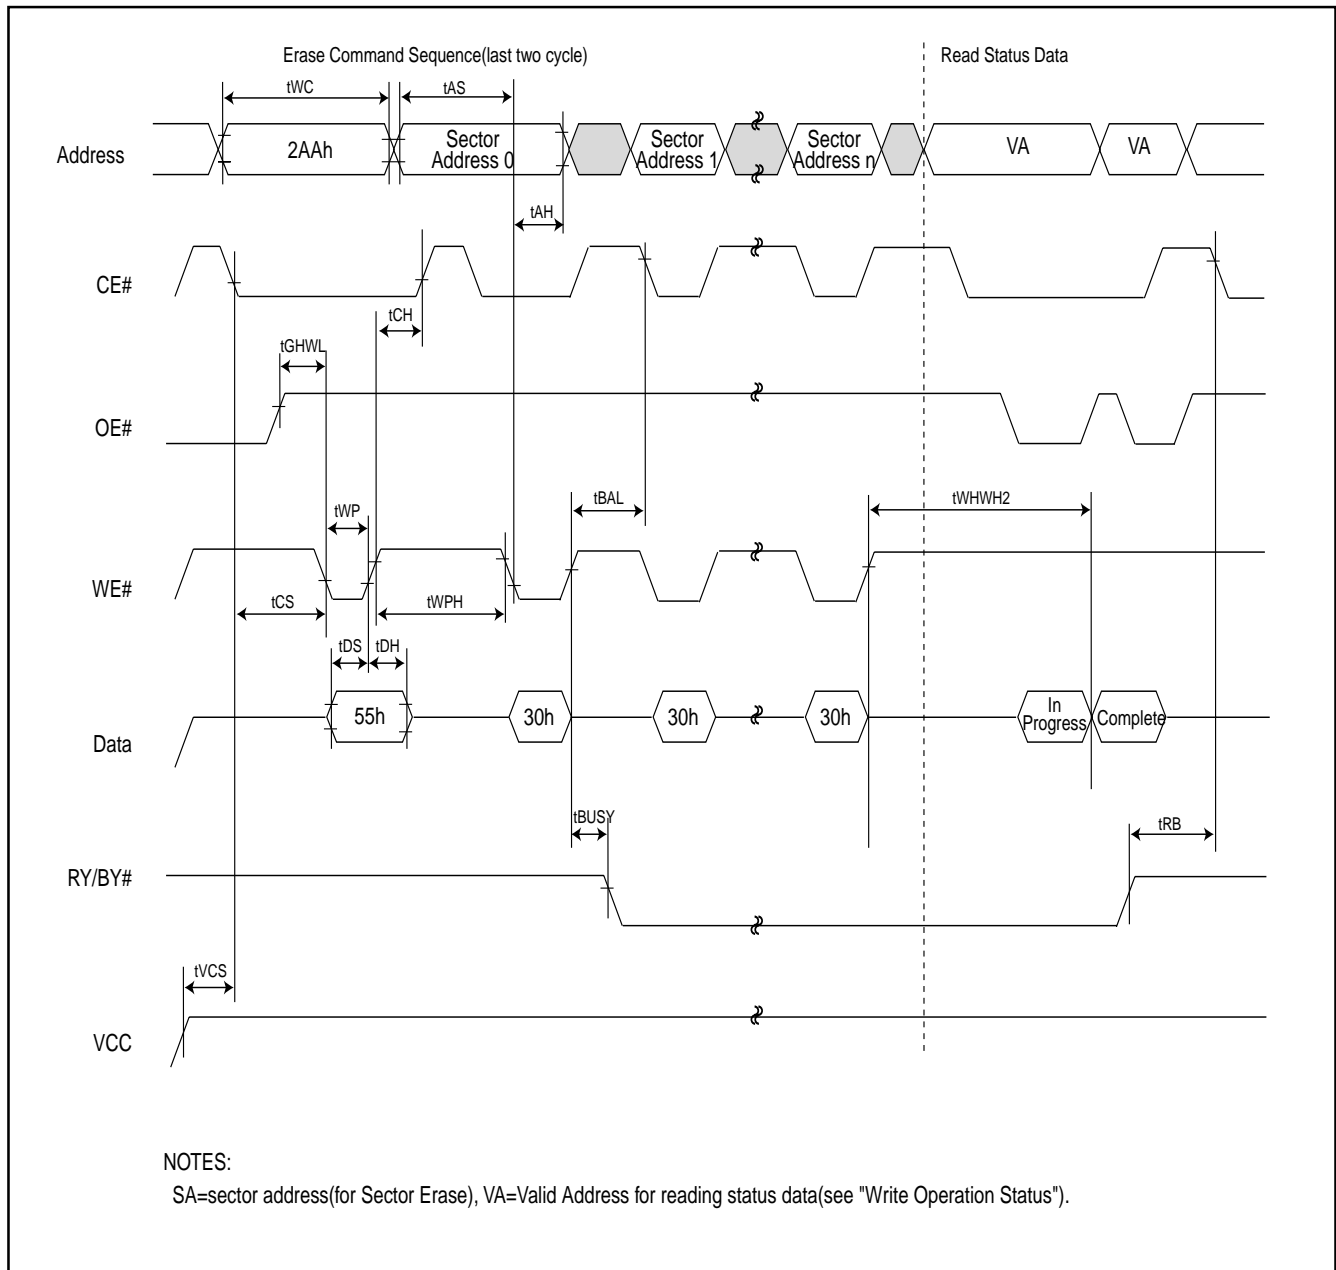 Erase Command Sequence(last two cycle)
Read Status Data
tWC
tAS
Address
2AAh
Sector
Address 0
Sector
Address 1
Sector
Address n
VA
VA
tAH
CE#
tCH
tGHWL
OE#
tWP
tBAL
tWHWH2
WE#
tCS
tWPH
tDS
tDH
Data
55h
30h
30h
30h
In
Progress
Complete
tBUSY
tRB
RY/BY#
tVCS
VCC
NOTES:
SA=sector address(for Sector Erase), VA=Valid Address for reading status data(see "Write Operation Status").